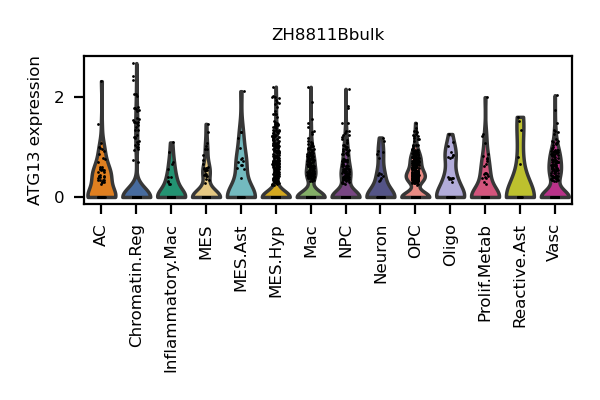 ZH8811Bbulk
ATG13 expression
2
0
AC
Chromatin.Reg
Inflammatory.Mac
MES
MES.Ast
MES.Hyp
Mac
NPC
Neuron
OPC
Oligo
Prolif.Metab
Reactive.Ast
Vasc